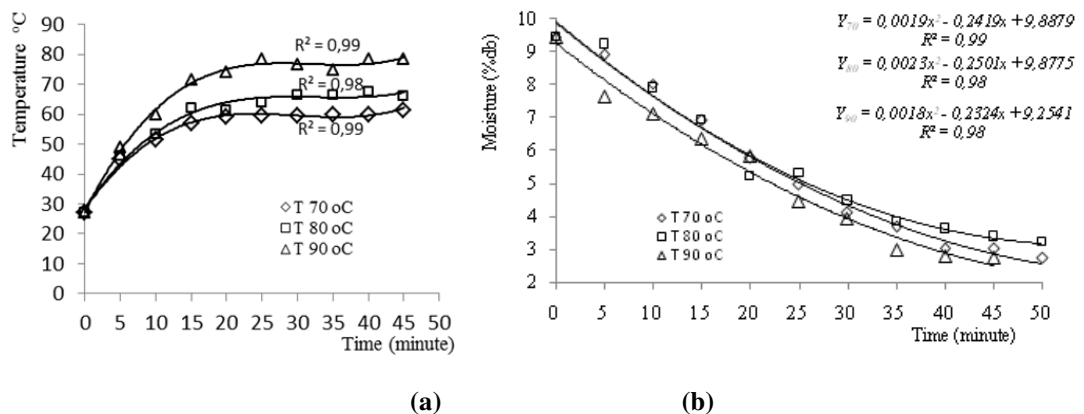 Temperature °C
90
80
70
60
50
40
30
20
10
0
R² = 0,99
R² = 0,98
R² = 0,99
T 70 oC
T 80 oC
T 90 oC
0 5 10 15 20 25 30 35 40 45 50
Time (minute)
(a)
Moisture (%db)
10
9
8
7
6
5
4
3
2
Y70 = 0,0019x² - 0,2419x + 9,8879
R² = 0,99
Y80 = 0,0023x² - 0,2501x + 9,8775
R² = 0,98
Y90 = 0,0018x² - 0,2324x + 9,2541
R² = 0,98
T 70 oC
T 80 oC
T 90 oC
0 5 10 15 20 25 30 35 40 45 50
Time (minute)
(b)